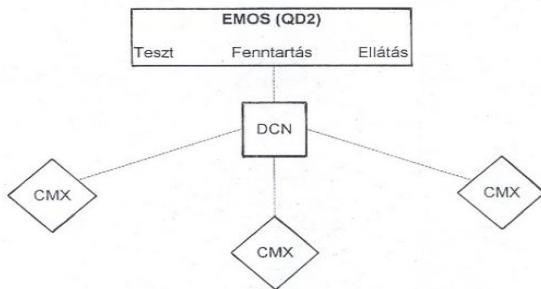 EMOS (QD2)
Teszt Fenntartás Ellátás
DCN
CMX
CMX
CMX